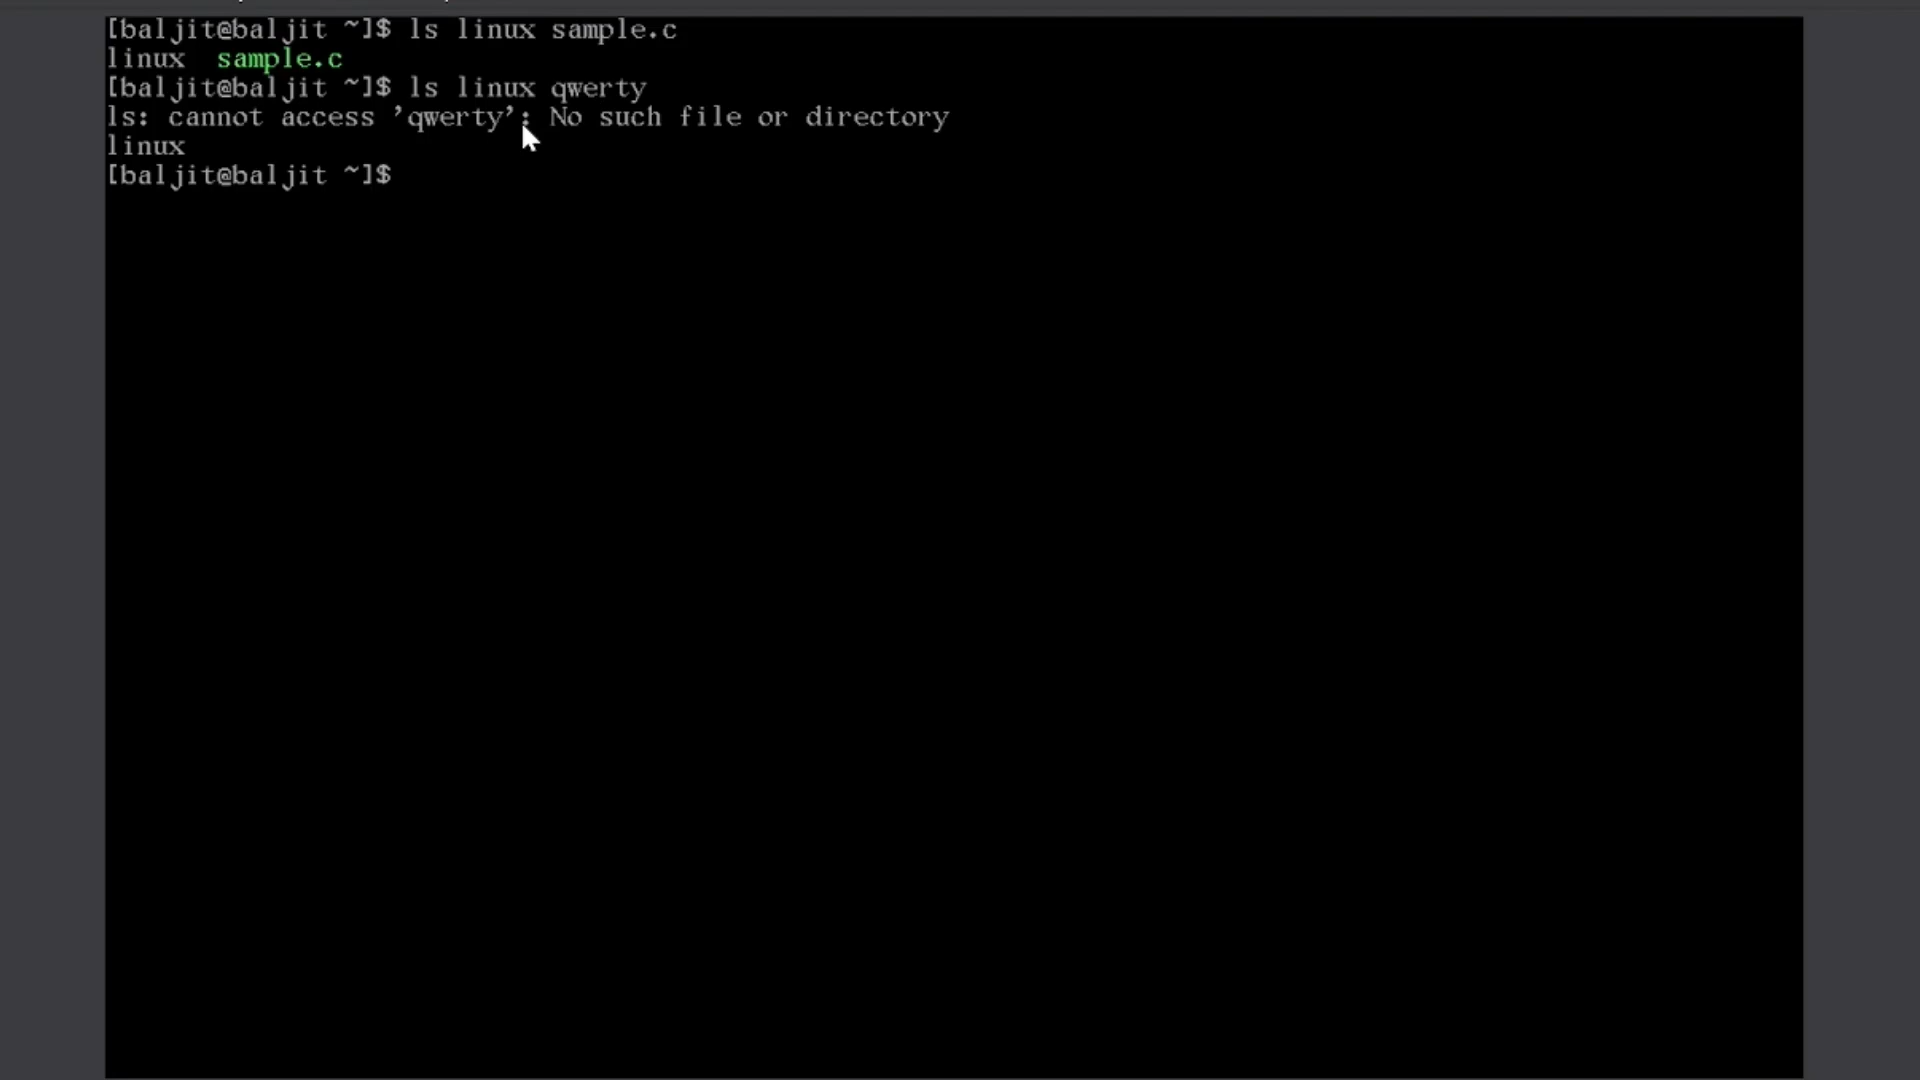 [baljit@baljit ~]$ ls linux sample.c
linux  sample.c
[baljit@baljit ~]$ ls linux qwerty
ls: cannot access ’qwerty’: No such file or directory
linux
[baljit@baljit ~]$